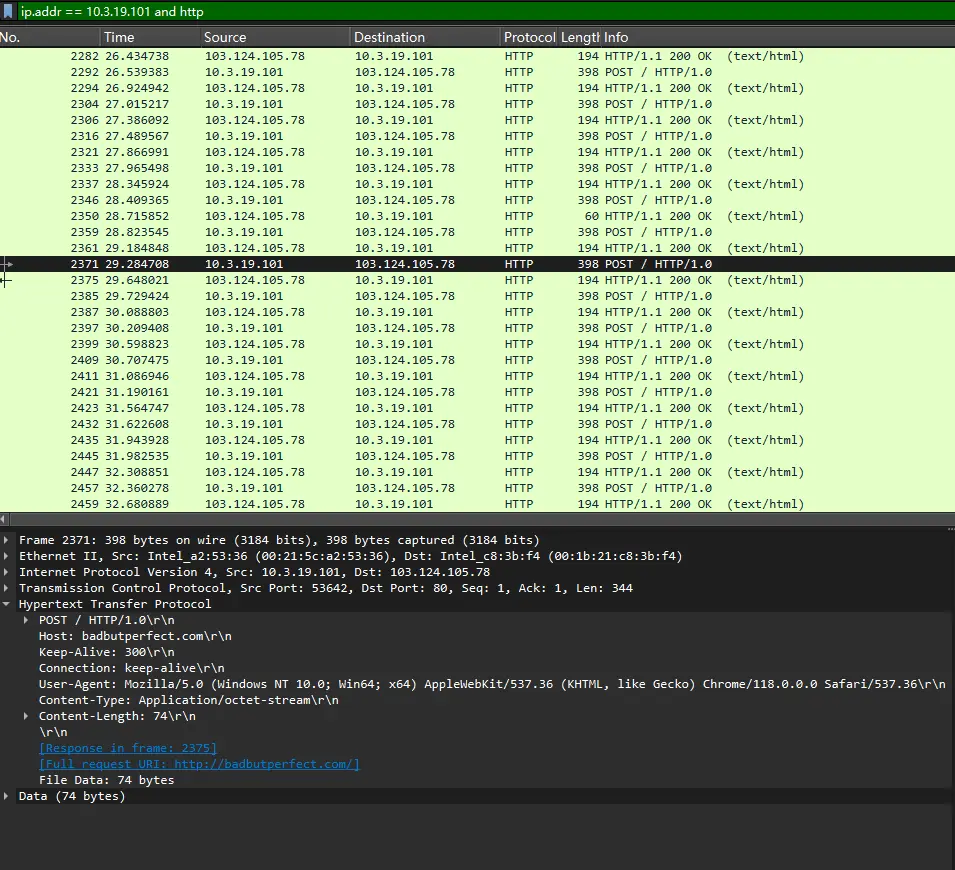 ip.addr == 10.3.19.101 and http
No. Time Source Destination Protocol Length Info
2282 26.434738 103.124.105.78 10.3.19.101 HTTP 194 HTTP/1.1 200 OK (text/html)
2292 26.539383 10.3.19.101 103.124.105.78 HTTP 398 POST / HTTP/1.0
2294 26.924942 103.124.105.78 10.3.19.101 HTTP 194 HTTP/1.1 200 OK (text/html)
2304 27.015217 10.3.19.101 103.124.105.78 HTTP 398 POST / HTTP/1.0
2306 27.386092 103.124.105.78 10.3.19.101 HTTP 194 HTTP/1.1 200 OK (text/html)
2316 27.489567 10.3.19.101 103.124.105.78 HTTP 398 POST / HTTP/1.0
2321 27.866991 103.124.105.78 10.3.19.101 HTTP 194 HTTP/1.1 200 OK (text/html)
2333 27.965498 10.3.19.101 103.124.105.78 HTTP 398 POST / HTTP/1.0
2337 28.345924 103.124.105.78 10.3.19.101 HTTP 194 HTTP/1.1 200 OK (text/html)
2346 28.409365 10.3.19.101 103.124.105.78 HTTP 398 POST / HTTP/1.0
2350 28.715852 103.124.105.78 10.3.19.101 HTTP 60 HTTP/1.1 200 OK (text/html)
2359 28.823545 10.3.19.101 103.124.105.78 HTTP 398 POST / HTTP/1.0
2361 29.184848 103.124.105.78 10.3.19.101 HTTP 194 HTTP/1.1 200 OK (text/html)
2371 29.284708 10.3.19.101 103.124.105.78 HTTP 398 POST / HTTP/1.0
2375 29.648021 103.124.105.78 10.3.19.101 HTTP 194 HTTP/1.1 200 OK (text/html)
2385 29.729424 10.3.19.101 103.124.105.78 HTTP 398 POST / HTTP/1.0
2387 30.088803 103.124.105.78 10.3.19.101 HTTP 194 HTTP/1.1 200 OK (text/html)
2397 30.209408 10.3.19.101 103.124.105.78 HTTP 398 POST / HTTP/1.0
2399 30.598823 103.124.105.78 10.3.19.101 HTTP 194 HTTP/1.1 200 OK (text/html)
2409 30.707475 10.3.19.101 103.124.105.78 HTTP 398 POST / HTTP/1.0
2411 31.086946 103.124.105.78 10.3.19.101 HTTP 194 HTTP/1.1 200 OK (text/html)
2421 31.190161 10.3.19.101 103.124.105.78 HTTP 398 POST / HTTP/1.0
2423 31.564747 103.124.105.78 10.3.19.101 HTTP 194 HTTP/1.1 200 OK (text/html)
2432 31.622608 10.3.19.101 103.124.105.78 HTTP 398 POST / HTTP/1.0
2435 31.943928 103.124.105.78 10.3.19.101 HTTP 194 HTTP/1.1 200 OK (text/html)
2445 31.982535 10.3.19.101 103.124.105.78 HTTP 398 POST / HTTP/1.0
2447 32.308851 103.124.105.78 10.3.19.101 HTTP 194 HTTP/1.1 200 OK (text/html)
2457 32.360278 10.3.19.101 103.124.105.78 HTTP 398 POST / HTTP/1.0
2459 32.680889 103.124.105.78 10.3.19.101 HTTP 194 HTTP/1.1 200 OK (text/html)
Frame 2371: 398 bytes on wire (3184 bits), 398 bytes captured (3184 bits)
Ethernet II, Src: Intel_a2:53:36 (00:21:5c:a2:53:36), Dst: Intel_c8:3b:f4 (00:1b:21:c8:3b:f4)
Internet Protocol Version 4, Src: 10.3.19.101, Dst: 103.124.105.78
Transmission Control Protocol, Src Port: 53642, Dst Port: 80, Seq: 1, Ack: 1, Len: 344
Hypertext Transfer Protocol
POST / HTTP/1.0\r\n
Host: badbutperfect.com\r\n
Keep-Alive: 300\r\n
Connection: keep-alive\r\n
User-Agent: Mozilla/5.0 (Windows NT 10.0; Win64; x64) AppleWebKit/537.36 (KHTML, like Gecko) Chrome/118.0.0.0 Safari/537.36\r\n
Content-Type: Application/octet-stream\r\n
Content-Length: 74\r\n
\r\n
[Response in frame: 2375]
[Full request URI: http://badbutperfect.com/]
File Data: 74 bytes
Data (74 bytes)